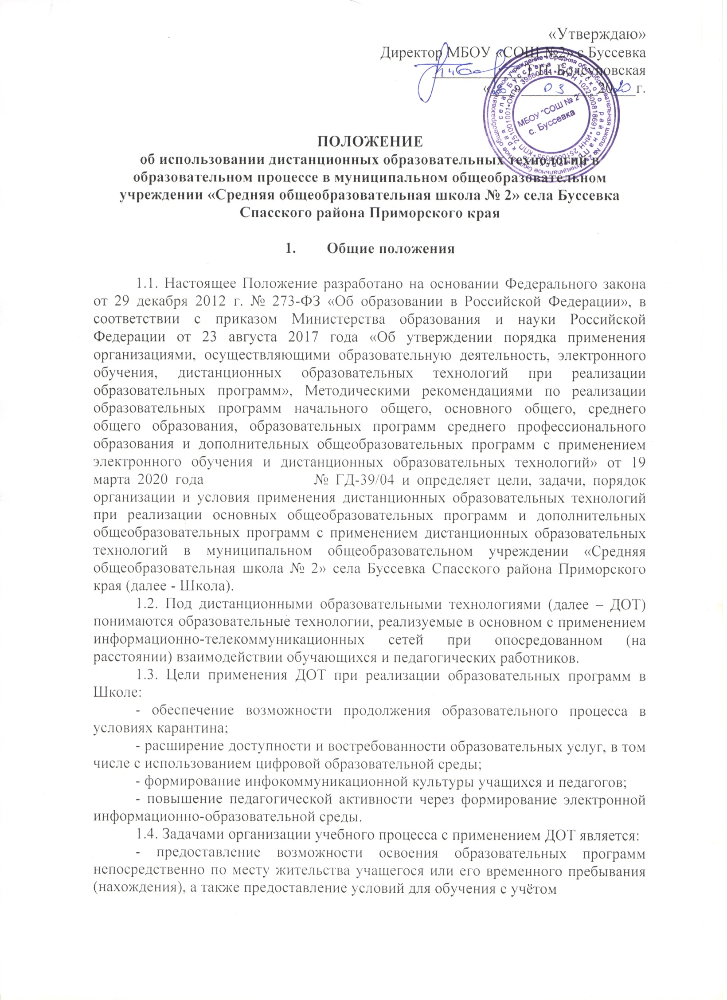 «Утверждаю»
Директор МБОУ «СОШ №2» с.Буссевка
Г.П. Болсуновская
« » 03 2020 г.
МБОУ "СОШ № 2"
с. Буссевка
ПОЛОЖЕНИЕ
об использовании дистанционных образовательных технологий в
образовательном процессе в муниципальном общеобразовательном
учреждении «Средняя общеобразовательная школа № 2» села Буссевка
Спасского района Приморского края
1. Общие положения
1.1. Настоящее Положение разработано на основании Федерального закона
от 29 декабря 2012 г. № 273-ФЗ «Об образовании в Российской Федерации», в
соответствии с приказом Министерства образования и науки Российской
Федерации от 23 августа 2017 года «Об утверждении порядка применения
организациями, осуществляющими образовательную деятельность, электронного
обучения, дистанционных образовательных технологий при реализации
образовательных программ», Методическими рекомендациями по реализации
образовательных программ начального общего, основного общего, среднего
общего образования, образовательных программ среднего профессионального
образования и дополнительных общеобразовательных программ с применением
электронного обучения и дистанционных образовательных технологий» от 19
марта 2020 года № ГД-39/04 и определяет цели, задачи, порядок
организации и условия применения дистанционных образовательных технологий
при реализации основных общеобразовательных программ и дополнительных
общеобразовательных программ с применением дистанционных образовательных
технологий в муниципальном общеобразовательном учреждении «Средняя
общеобразовательная школа № 2» села Буссевка Спасского района Приморского
края (далее - Школа).
1.2. Под дистанционными образовательными технологиями (далее – ДОТ)
понимаются образовательные технологии, реализуемые в основном с применением
информационно-телекоммуникационных сетей при опосредованном (на
расстоянии) взаимодействии обучающихся и педагогических работников.
1.3. Цели применения ДОТ при реализации образовательных программ в
Школе:
- обеспечение возможности продолжения образовательного процесса в
условиях карантина;
- расширение доступности и востребованности образовательных услуг, в том
числе с использованием цифровой образовательной среды;
- формирование инфокоммуникационной культуры учащихся и педагогов;
- повышение педагогической активности через формирование электронной
информационно-образовательной среды.
1.4. Задачами организации учебного процесса с применением ДОТ является:
- предоставление возможности освоения образовательных программ
непосредственно по месту жительства учащегося или его временного пребывания
(нахождения), а также предоставление условий для обучения с учётом